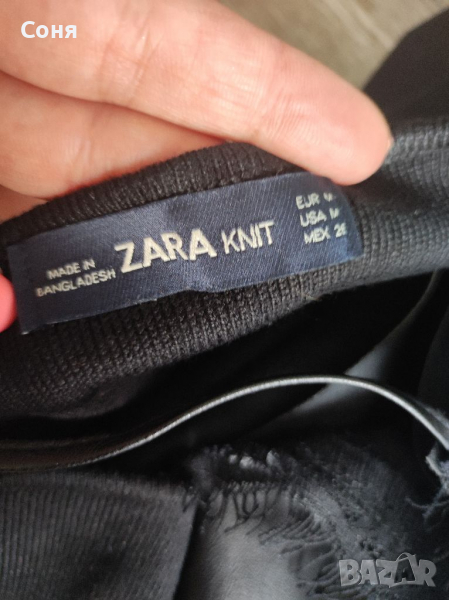 Соня
MADE IN
BANGLADESH
ZARA KNIT
EUR M
USA M
MEX 28
BAZAR